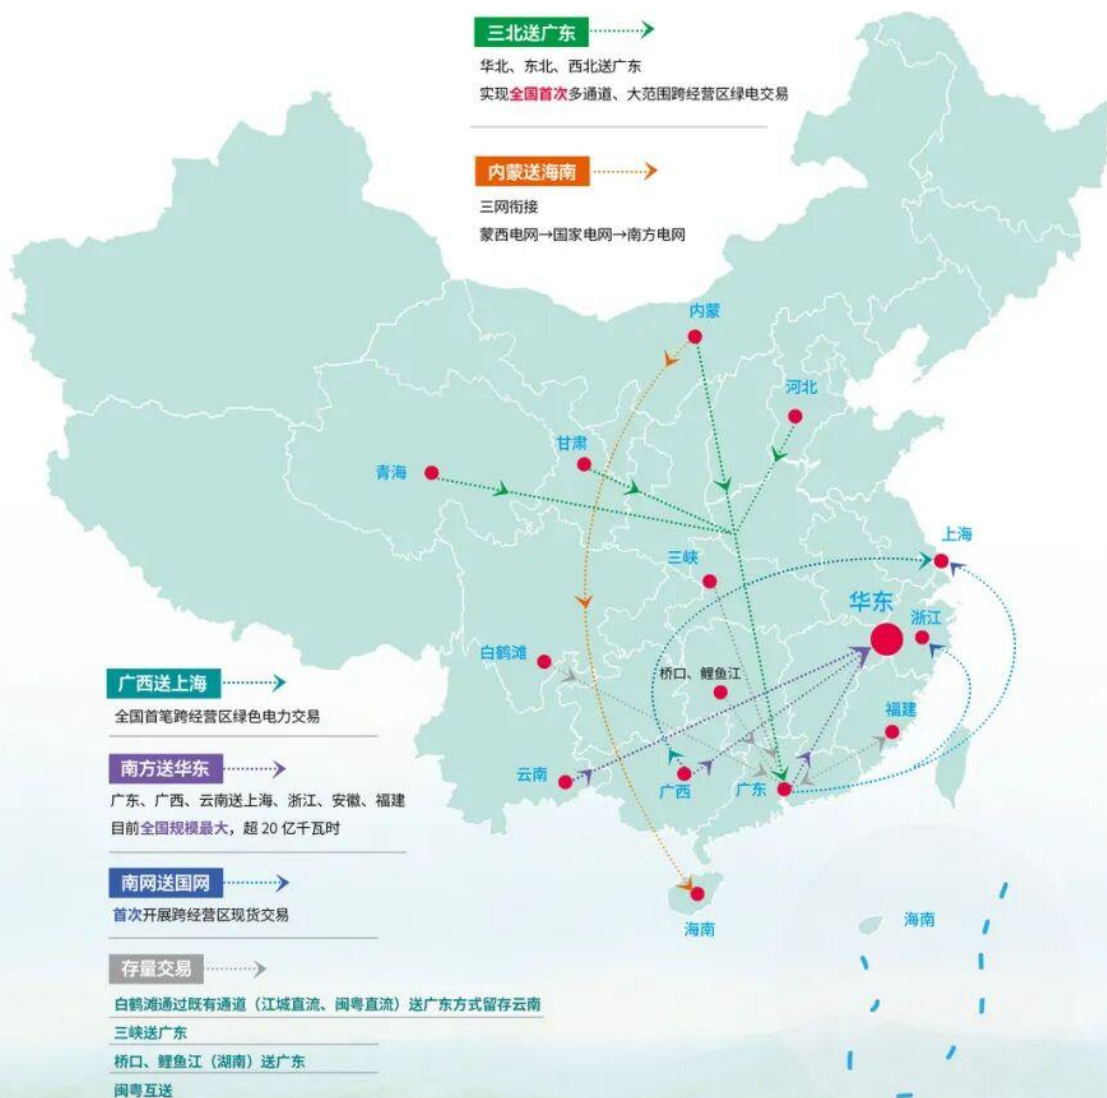 三北送广东
华北、东北、西北送广东
实现全国首次多通道、大范围跨经营区绿电交易
内蒙送海南
三网衔接
蒙西电网→国家电网→南方电网
内蒙
河北
甘肃
青海
上海
三峡
华东
浙江
白鹤滩
桥口、鲤鱼江
福建
云南
广西
广东
海南
海南
广西送上海
全国首笔跨经营区绿色电力交易
南方送华东
广东、广西、云南送上海、浙江、安徽、福建
目前全国规模最大，超 20 亿千瓦时
南网送国网
首次开展跨经营区现货交易
存量交易
白鹤滩通过既有通道（江城直流、闽粤直流）送广东方式留存云南
三峡送广东
桥口、鲤鱼江（湖南）送广东
闽粤互送